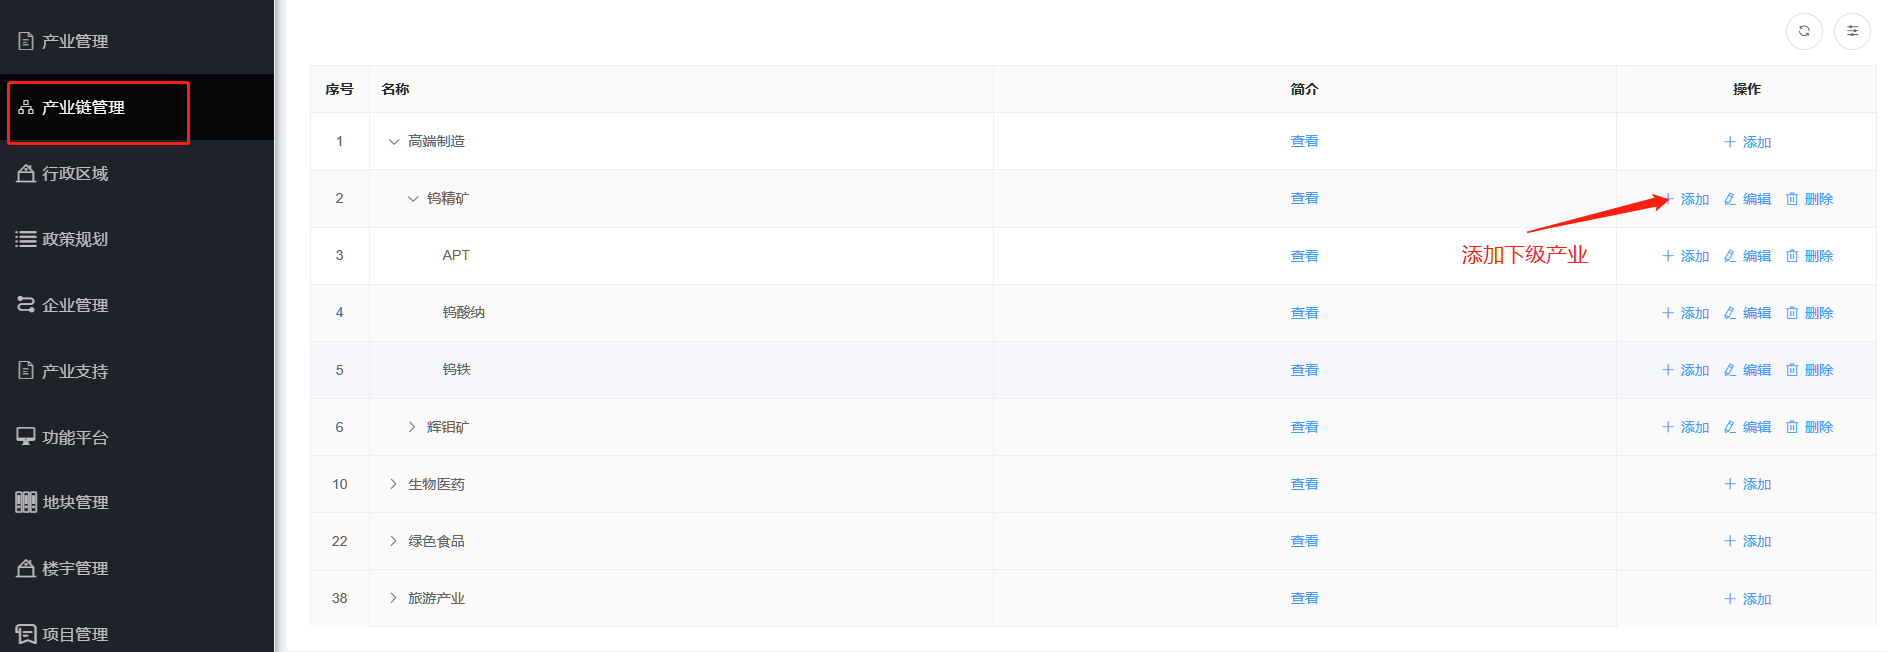 产业管理
产业链管理
行政区域
政策规划
企业管理
产业支持
功能平台
地块管理
楼宇管理
项目管理
序号 名称 简介 操作
1 高端制造 查看 添加
2 钨精矿 查看 添加 编辑 删除
添加下级产业
3 APT 查看 添加 编辑 删除
4 钨酸纳 查看 添加 编辑 删除
5 钨铁 查看 添加 编辑 删除
6 辉钼矿 查看 添加 编辑 删除
10 生物医药 查看 添加
22 绿色食品 查看 添加
38 旅游产业 查看 添加